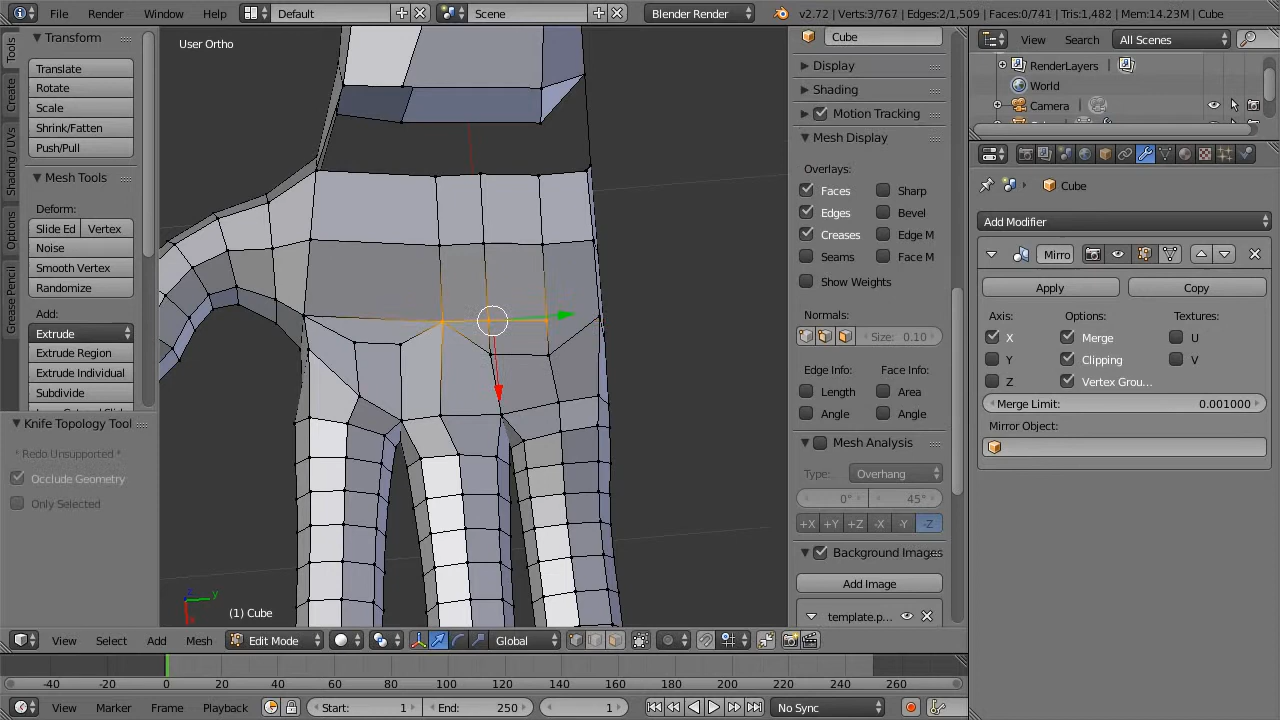 File Render Window Help Default Scene Blender Render v2.72 | Verts:3/767 | Edges:2/1,509 | Faces:0/741 | Tris:1,482 | Mem:14.23M | Cube
Tools
Create
Shading / UVs
Options
Grease Pencil
Transform
Translate
Rotate
Scale
Shrink/Fatten
Push/Pull
Mesh Tools
Deform:
Slide Ed Vertex
Noise
Smooth Vertex
Randomize
Add:
Extrude
Extrude Region
Extrude Individual
Subdivide
Knife Topology Tool
* Redo Unsupported *
Occlude Geometry
Only Selected
User Ortho
y
(1) Cube
Cube
Display
Shading
Motion Tracking
Mesh Display
Overlays:
Faces Sharp
Edges Bevel
Creases Edge M
Seams Face M
Show Weights
Normals:
Size: 0.10
Edge Info: Face Info:
Length Area
Angle Angle
Mesh Analysis
Type: Overhang
0° 45°
+X +Y +Z -X -Y -Z
Background Images
Add Image
template.p...
View Search All Scenes
RenderLayers
World
Camera
Cube
Add Modifier
Mirro
Apply Copy
Axis: Options: Textures:
X Merge U
Y Clipping V
Z Vertex Grou...
Merge Limit: 0.001000
Mirror Object:
View Select Add Mesh Edit Mode Global
-40 -20 0 20 40 60 80 100 120 140 160 180 200 220 240 260
View Marker Frame Playback Start: 1 End: 250 1 No Sync